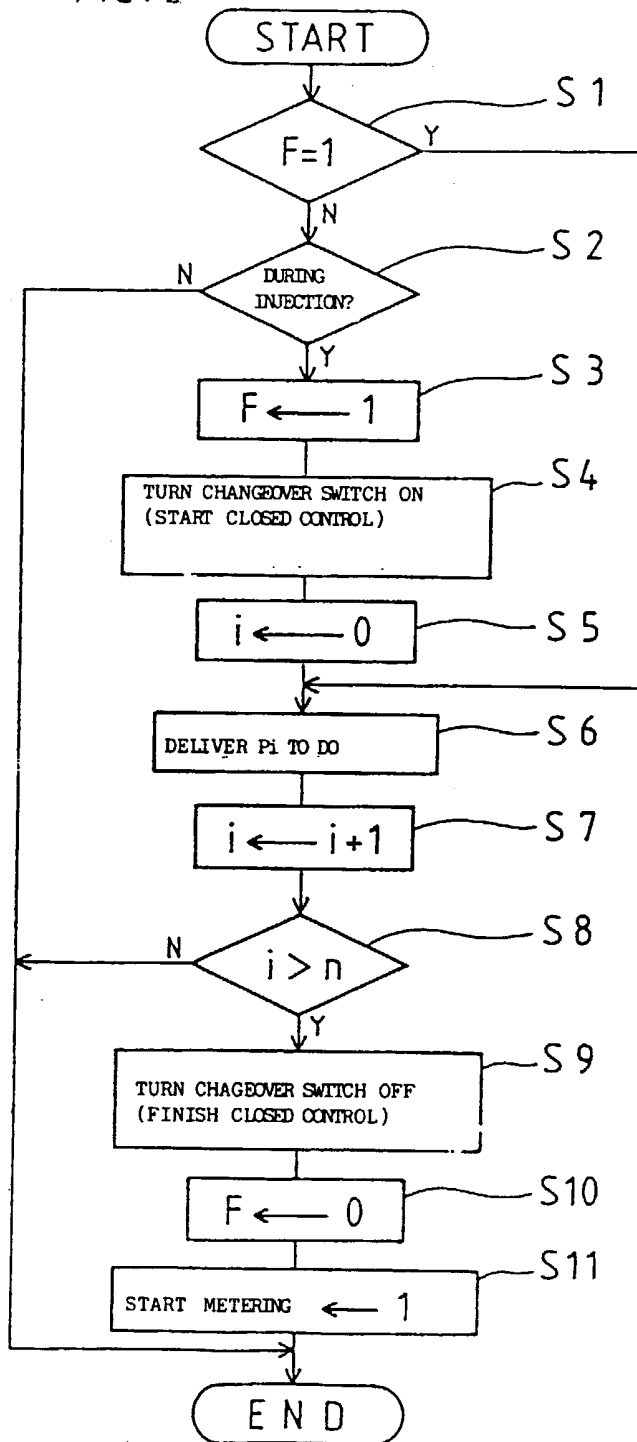 START
S1
F=1
Y
N
S2
DURING
INJECTION?
N
Y
S3
F ← 1
S4
TURN CHANGEOVER SWITCH ON
(START CLOSED CONTROL)
S5
i ← 0
S6
DELIVER Pi TO DO
S7
i ← i+1
S8
i > n
N
Y
S9
TURN CHAGEOVER SWITCH OFF
(FINISH CLOSED CONTROL)
S10
F ← 0
S11
START METERING ← 1
END